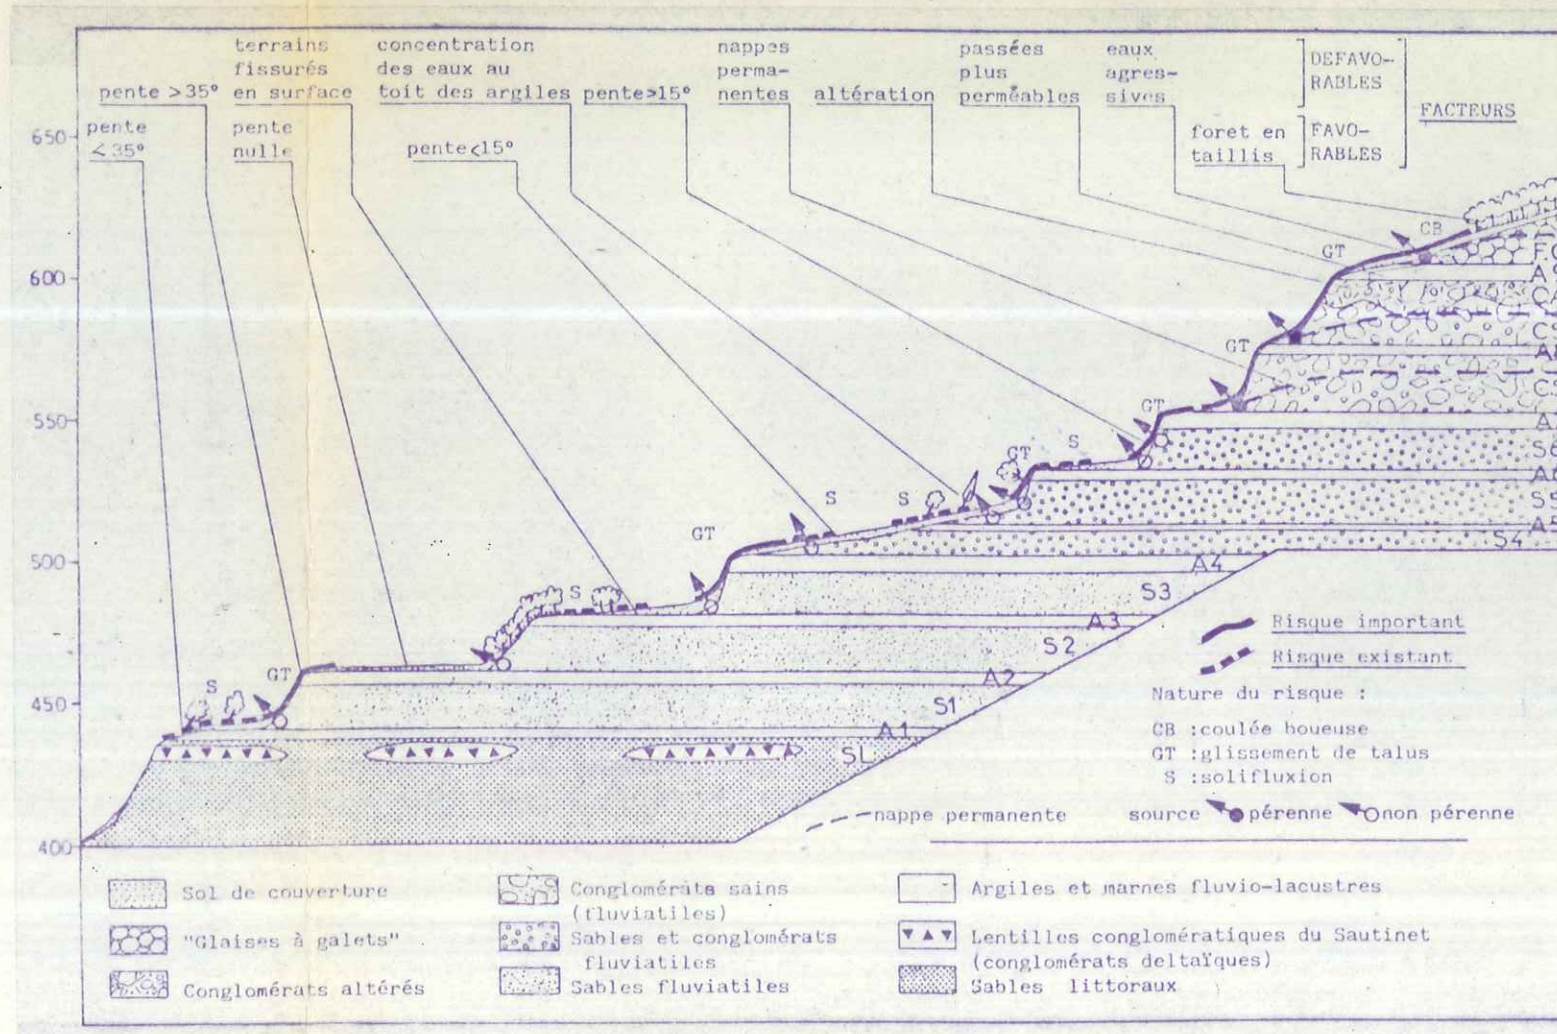 terrains
fissurés
en surface
concentration
des eaux au
toit des argiles
nappes
perma-
nentes
passées
plus
perméables
eaux
agres-
sives
DEFAVO-
RABLES
pente >35°
pente>15°
altération
FACTEURS
pente
<35°
pente
nulle
pente<15°
foret en
taillis
FAVO-
RABLES
650
600
550
500
450
400
CB
GT
GT
GT
S
GT
S
S
GT
S
GT
S
CS
S5
A5
S4
A4
S3
A3
S2
A2
S1
A1
SL
Risque important
Risque existant
Nature du risque :
CB :coulée boueuse
GT :glissement de talus
S :solifluxion
nappe permanente
source pérenne non pérenne
Sol de couverture
"Glaises à galets"
Conglomérats altérés
Conglomérats sains
(fluviatiles)
Sables et conglomérats
fluviatiles
Sables fluviatiles
Argiles et marnes fluvio-lacustres
Lentilles conglomératiques du Sautinet
(conglomérats deltaïques)
Sables littoraux